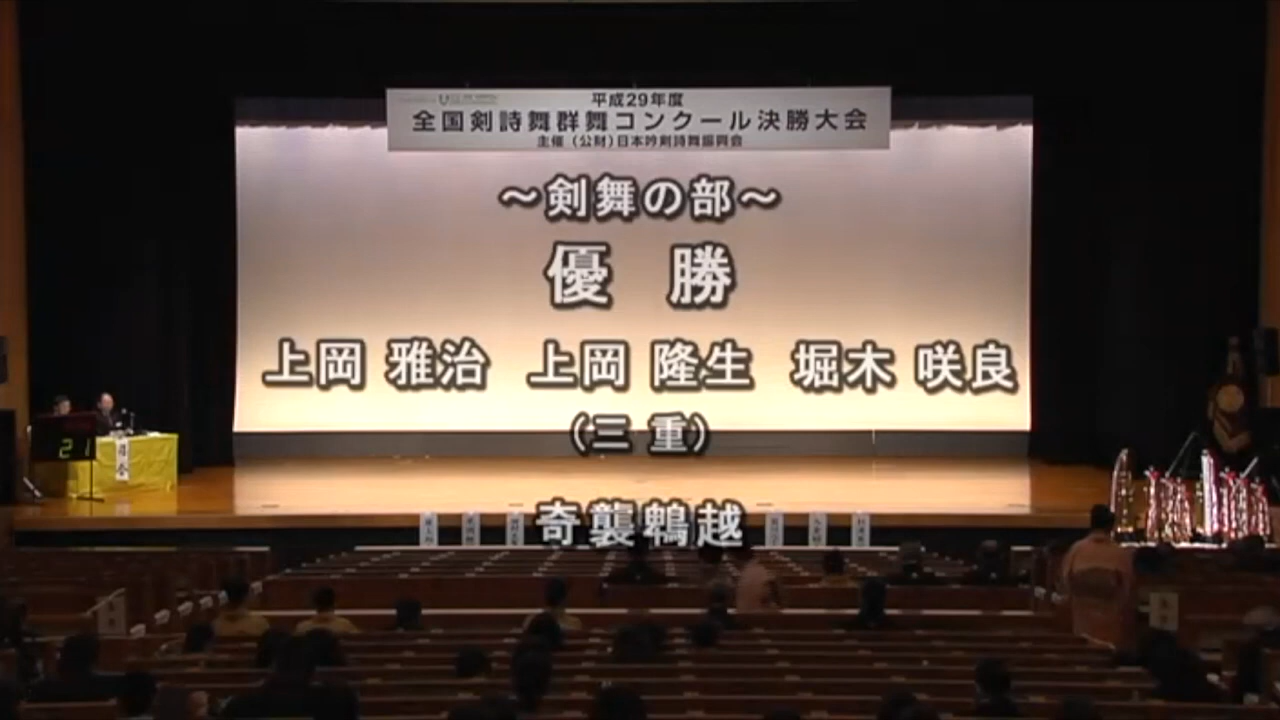 平成29年度
全国剣詩舞群舞コンクール決勝大会
主催(公財)日本吟剣詩舞振興会
～剣舞の部～
優 勝
上岡 雅治 上岡 隆生 堀木 咲良
(三 重)
奇襲鵯越
21
司会